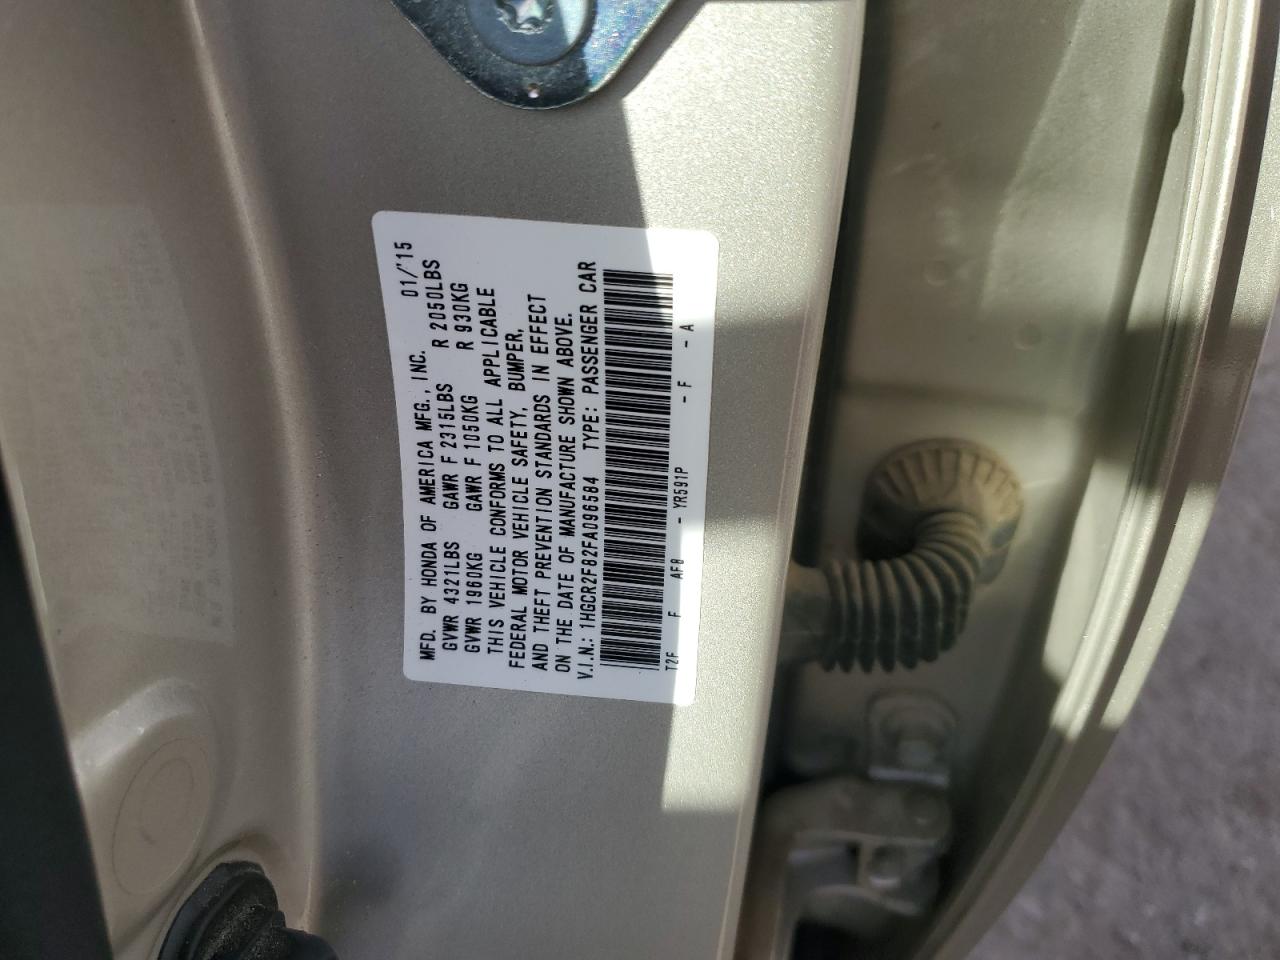 MFD. BY HONDA OF AMERICA MFG., INC. 01/'15
GVWR 4321LBS GAWR F 2315LBS R 2050LBS
GVWR 1960KG GAWR F 1050KG R 930KG
THIS VEHICLE CONFORMS TO ALL APPLICABLE
FEDERAL MOTOR VEHICLE SAFETY, BUMPER,
AND THEFT PREVENTION STANDARDS IN EFFECT
ON THE DATE OF MANUFACTURE SHOWN ABOVE.
V.I.N.: 1HGCR2F82FA096584 TYPE: PASSENGER CAR
T2F F AF8 - YR591P - F - A